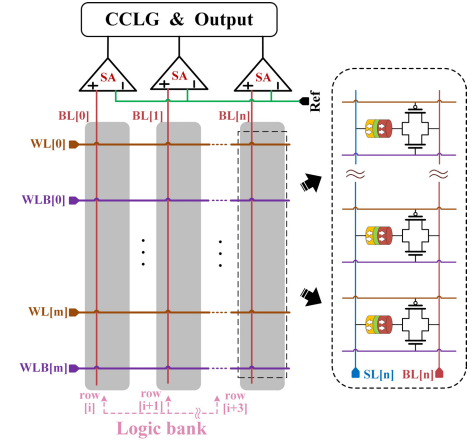 CCLG & Output
SA
SA
SA
+
−
+
−
+
−
Ref
BL[0]
BL[1]
BL[n]
WL[0]
WLB[0]
WL[m]
WLB[m]
row
[i]
row
[i+1]
row
[i+3]
Logic bank
SL[n]
BL[n]